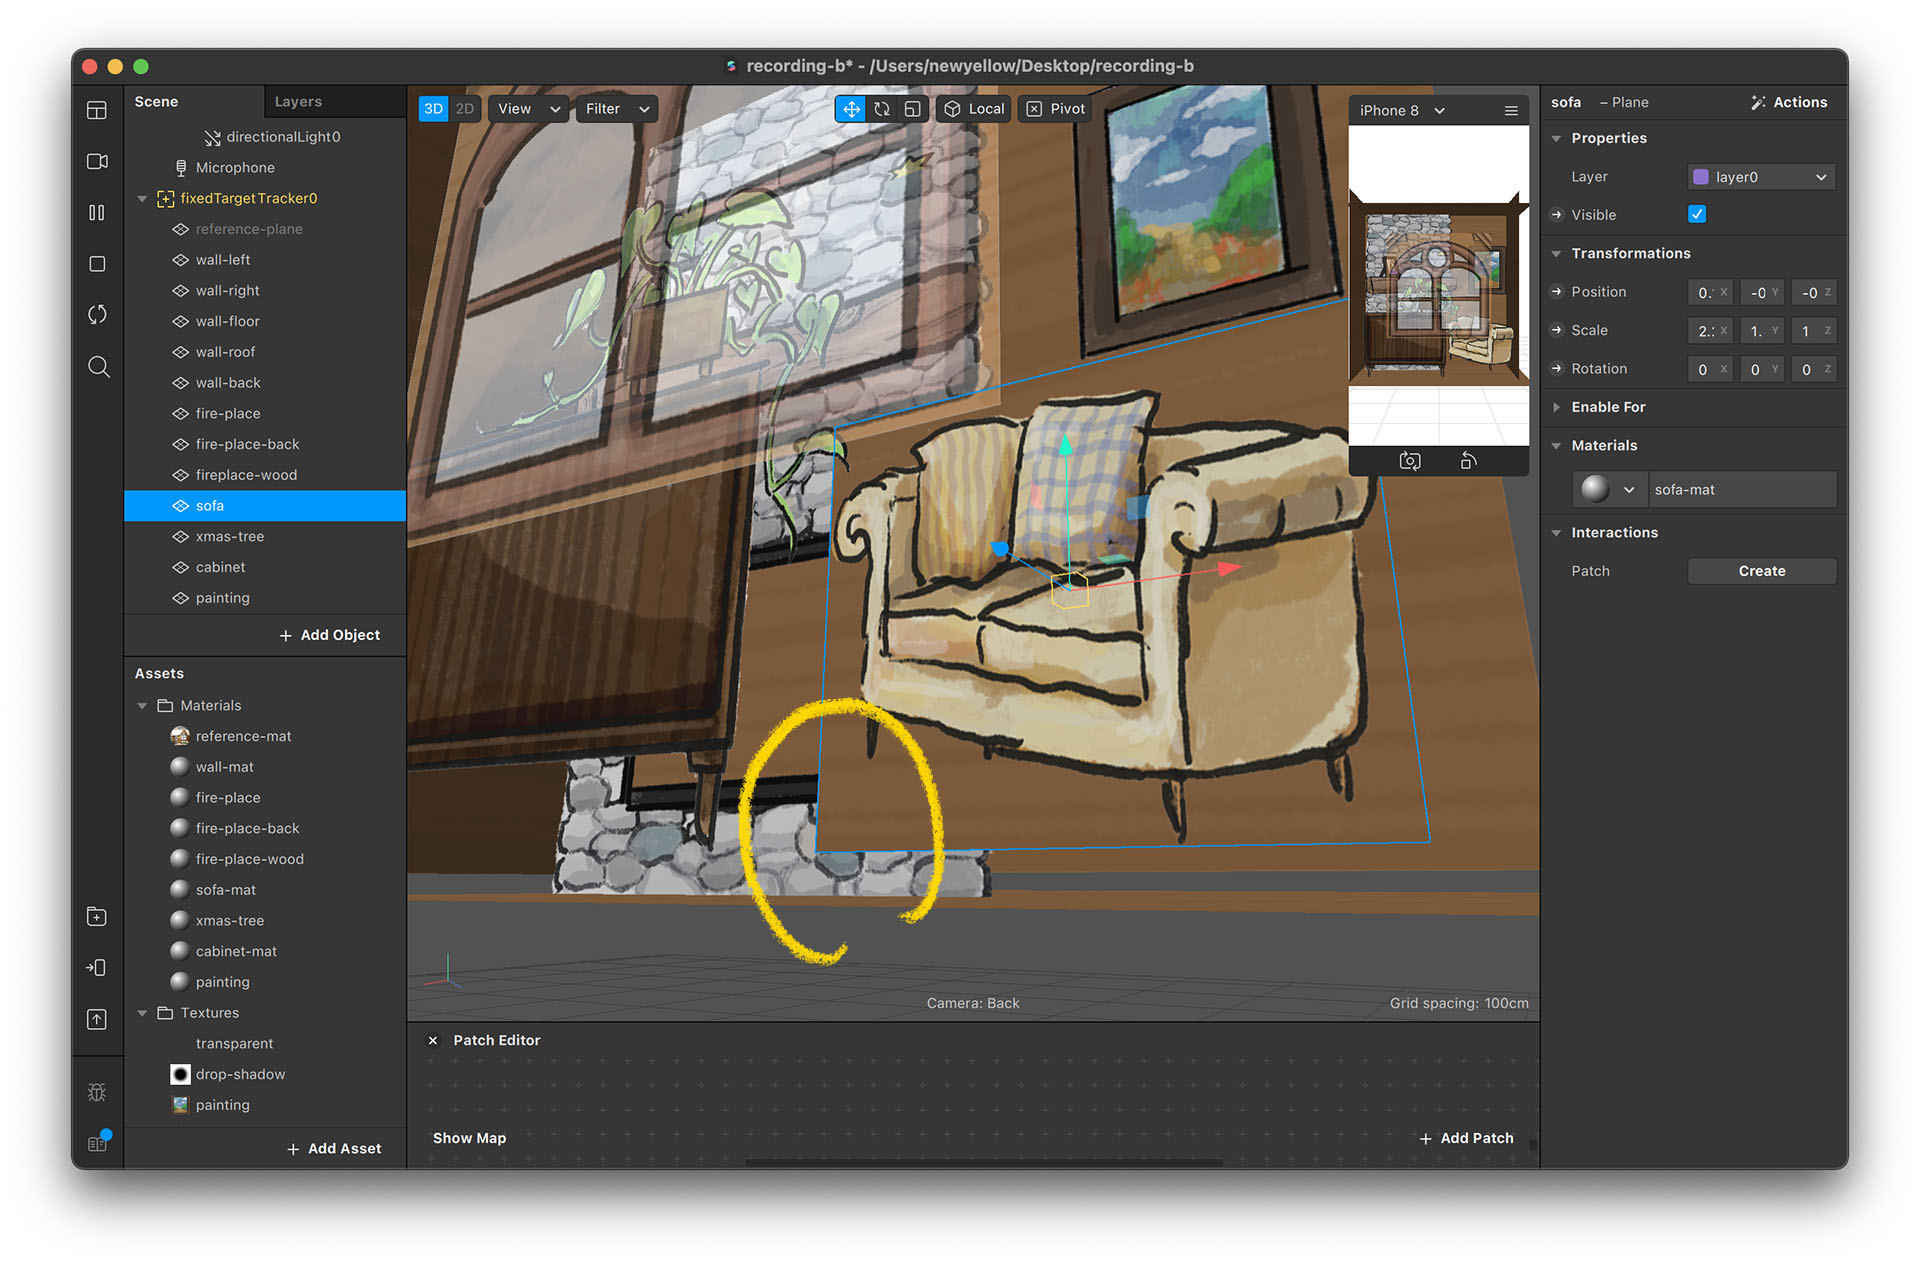 recording-b* - /Users/newyellow/Desktop/recording-b
Scene
Layers
directionalLight0
Microphone
fixedTargetTracker0
reference-plane
wall-left
wall-right
wall-floor
wall-roof
wall-back
fire-place
fire-place-back
fireplace-wood
sofa
xmas-tree
cabinet
painting
+ Add Object
Assets
Materials
reference-mat
wall-mat
fire-place
fire-place-back
fire-place-wood
sofa-mat
xmas-tree
cabinet-mat
painting
Textures
transparent
drop-shadow
painting
+ Add Asset
3D 2D View Filter Local Pivot
iPhone 8
Camera: Back
Grid spacing: 100cm
Patch Editor
Show Map
+ Add Patch
sofa – Plane Actions
Properties
Layer layer0
Visible
Transformations
Position 0. X -0 Y -0 Z
Scale 2. X 1. Y 1 Z
Rotation 0 X 0 Y 0 Z
Enable For
Materials
sofa-mat
Interactions
Patch Create